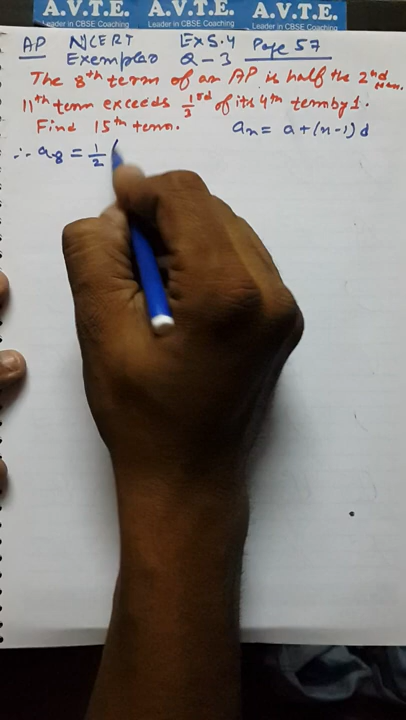 A.V.T.E. A.V.T.E. A.V.T.E.
Leader in CBSE Coaching Leader in CBSE Coaching Leader in CBSE Coaching
AP NCERT Ex 5.4 Page 57
Exemplar Q-3
The 8th term of an AP is half the 2nd term.
11th term exceeds 1/3rd of its 4th term by 1.
Find 15th term. an = a+(n-1)d
∴ a8 = 1/2 (